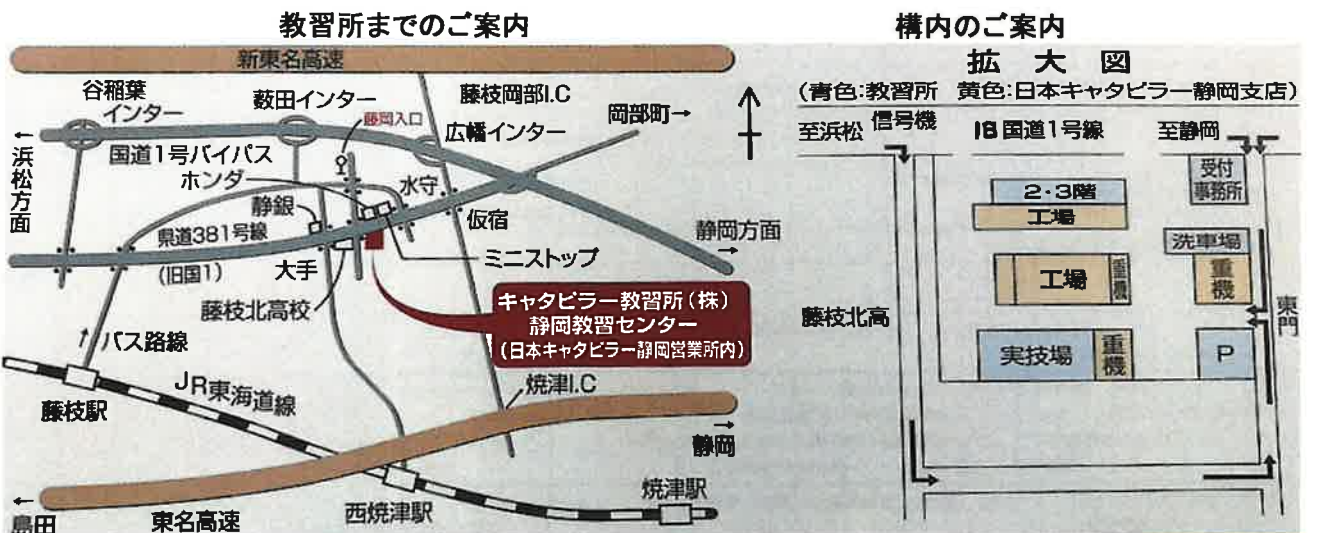 教習所までのご案内
新東名高速
谷稲葉
インター
薮田インター
藤枝岡部I.C
藤岡入口
広幡インター
岡部町→
←
浜松方面
国道1号バイパス
ホンダ
水守
静銀
仮宿
県道381号線
(旧国1)
大手
静岡方面
→
ミニストップ
藤枝北高校
キャタピラー教習所(株)
静岡教習センター
(日本キャタピラー静岡営業所内)
バス路線
JR東海道線
焼津I.C
藤枝駅
→
静岡
←
島田
東名高速
西焼津駅
焼津駅
構内のご案内
拡大図
(青色:教習所 黄色:日本キャタピラー静岡支店)
至浜松 信号機 旧国道1号線 至静岡
受付
事務所
2・3階
工場
洗車場
工場
重機
重機
東門
藤枝北高
実技場
重機
P